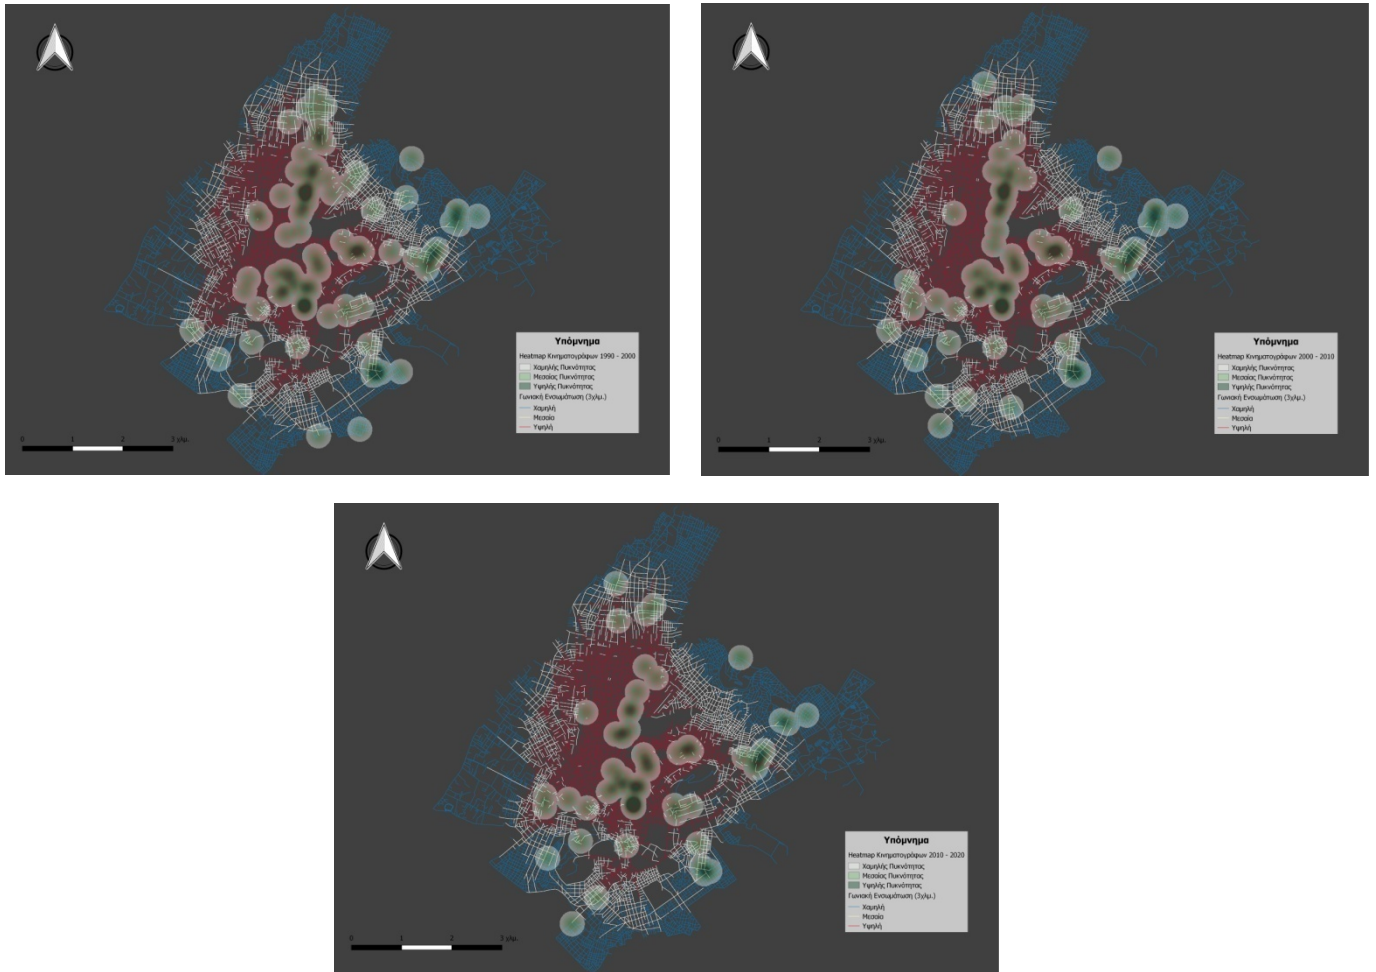 Υπόμνημα
Heatmap Κινηματογράφων 1990 - 2000
Χαμηλής Πυκνότητας
Μεσαίας Πυκνότητας
Υψηλής Πυκνότητας
Γωνιακή Ενσωμάτωση (3χλμ.)
Χαμηλή
Μεσαία
Υψηλή
0 1 2 3 χλμ.
Υπόμνημα
Heatmap Κινηματογράφων 2000 - 2010
Χαμηλής Πυκνότητας
Μεσαίας Πυκνότητας
Υψηλής Πυκνότητας
Γωνιακή Ενσωμάτωση (3χλμ.)
Χαμηλή
Μεσαία
Υψηλή
0 1 2 3 χλμ.
Υπόμνημα
Heatmap Κινηματογράφων 2010 - 2020
Χαμηλής Πυκνότητας
Μεσαίας Πυκνότητας
Υψηλής Πυκνότητας
Γωνιακή Ενσωμάτωση (3χλμ.)
Χαμηλή
Μεσαία
Υψηλή
0 1 2 3 χλμ.